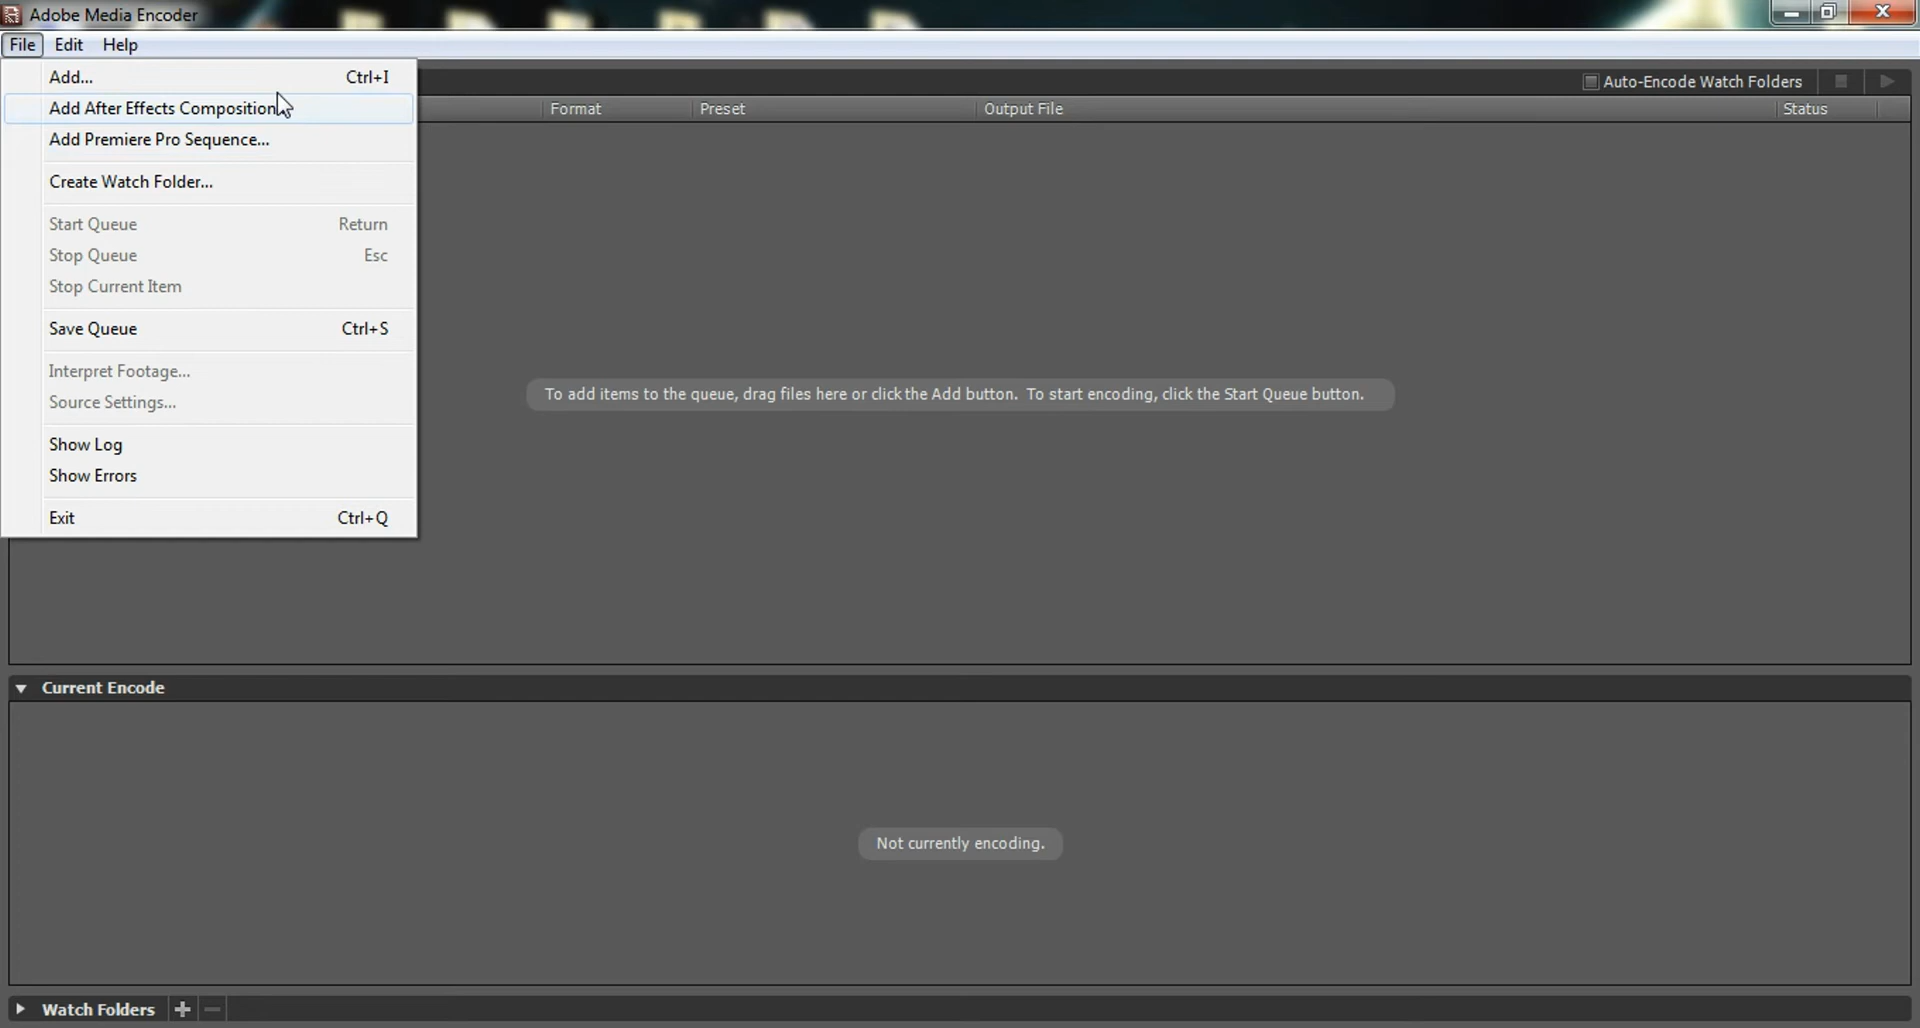 Adobe Media Encoder
File Edit Help
Add... Ctrl+I
Add After Effects Composition
Add Premiere Pro Sequence...
Create Watch Folder...
Start Queue Return
Stop Queue Esc
Stop Current Item
Save Queue Ctrl+S
Interpret Footage...
Source Settings...
Show Log
Show Errors
Exit Ctrl+Q
Auto-Encode Watch Folders
Format Preset Output File Status
To add items to the queue, drag files here or click the Add button. To start encoding, click the Start Queue button.
Current Encode
Not currently encoding.
Watch Folders